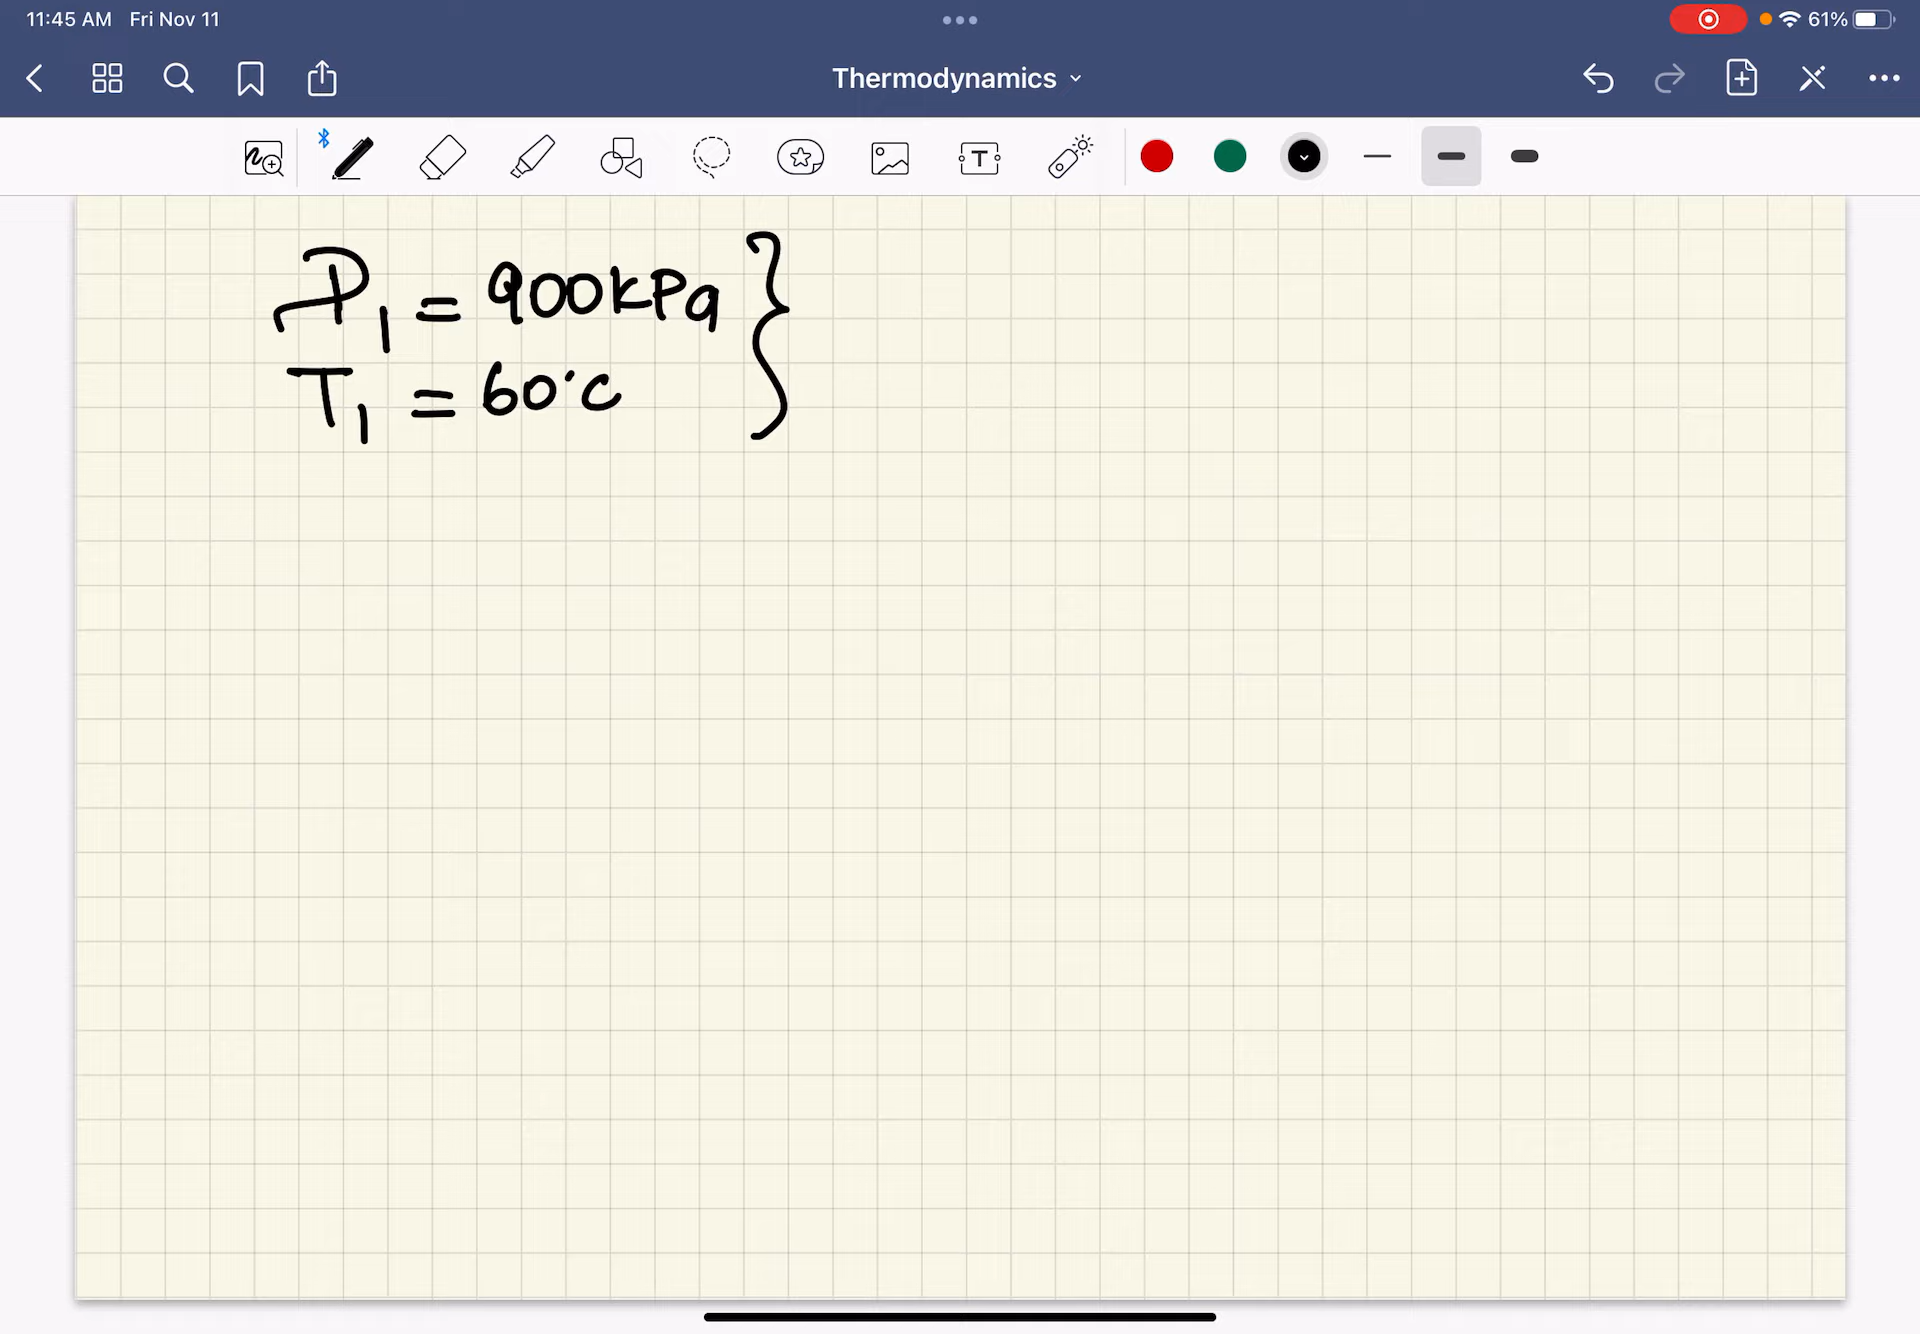 11:45 AM Fri Nov 11
61%
Thermodynamics
T
P₁ = 900kPa
T₁ = 60°C